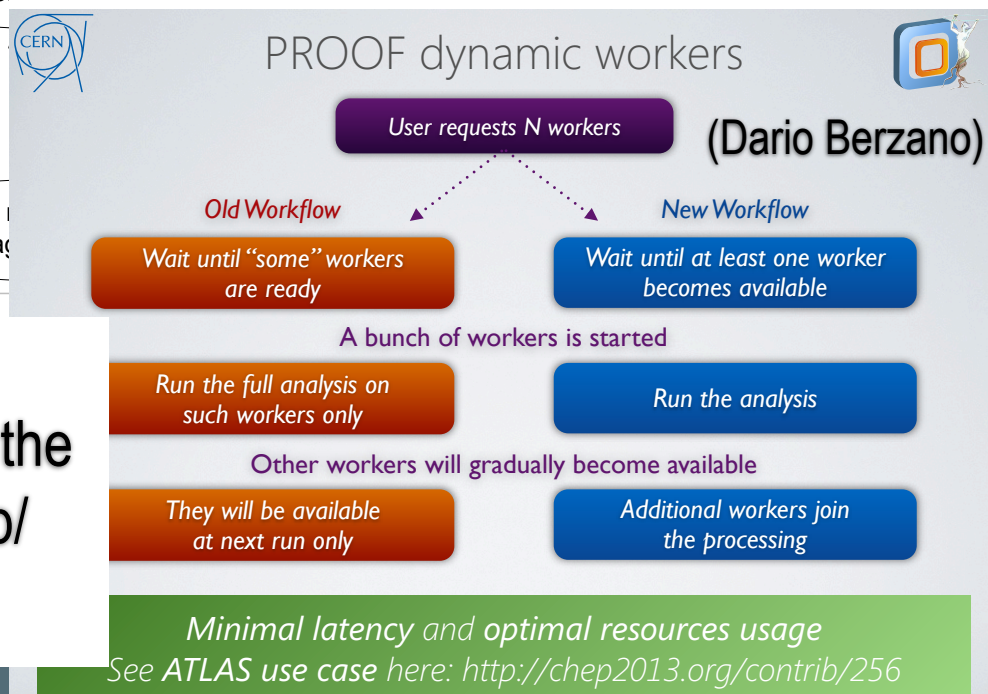 CERN
PROOF dynamic workers
User requests N workers
(Dario Berzano)
Old Workflow
New Workflow
Wait until “some” workers
are ready
Wait until at least one worker
becomes available
A bunch of workers is started
Run the full analysis on
such workers only
Run the analysis
the
Other workers will gradually become available
They will be available
at next run only
Additional workers join
the processing
Minimal latency and optimal resources usage
See ATLAS use case here: http://chep2013.org/contrib/256